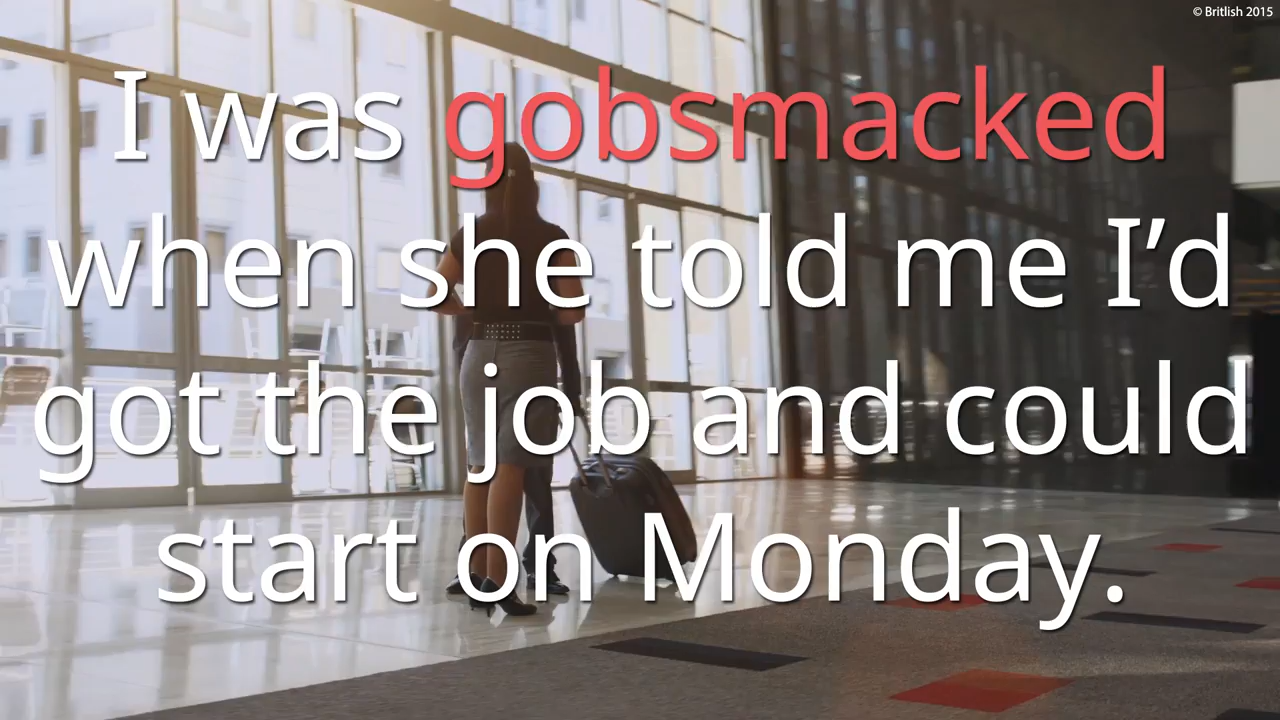 © Britlish 2015
I was gobsmacked
when she told me I’d
got the job and could
start on Monday.